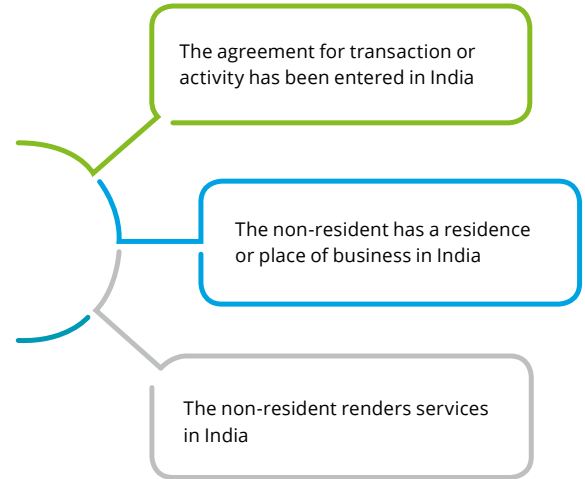 The agreement for transaction or
activity has been entered in India
The non-resident has a residence
or place of business in India
The non-resident renders services
in India